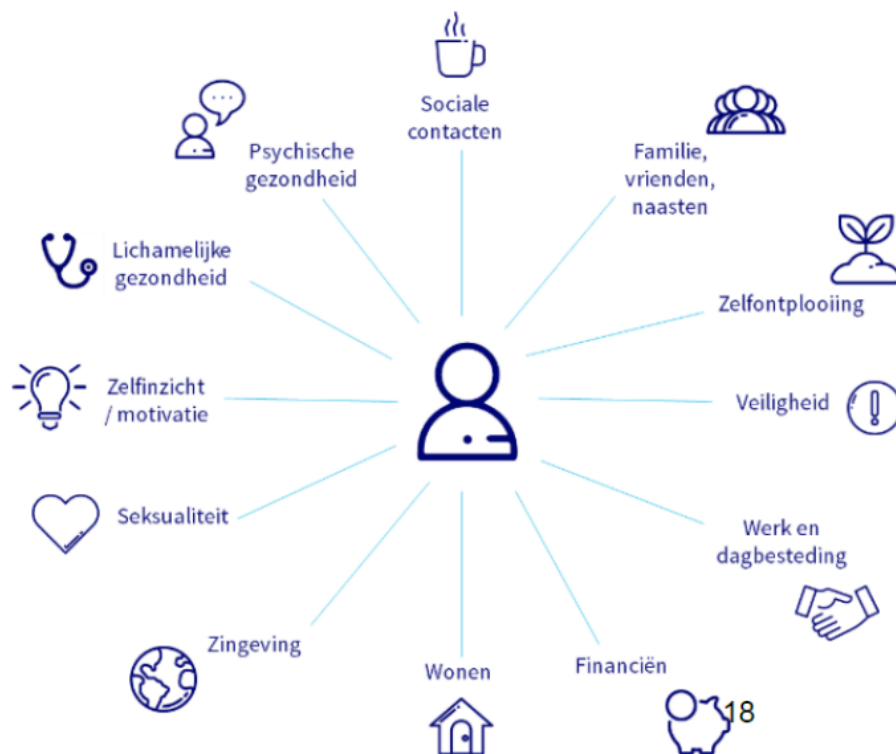 Sociale
contacten
Psychische
gezondheid
Familie,
vrienden,
naasten
Lichamelijke
gezondheid
Zelfontplooiing
Zelfinzicht
/ motivatie
Veiligheid
Seksualiteit
Werk en
dagbesteding
Zingeving
Wonen
Financiën
18